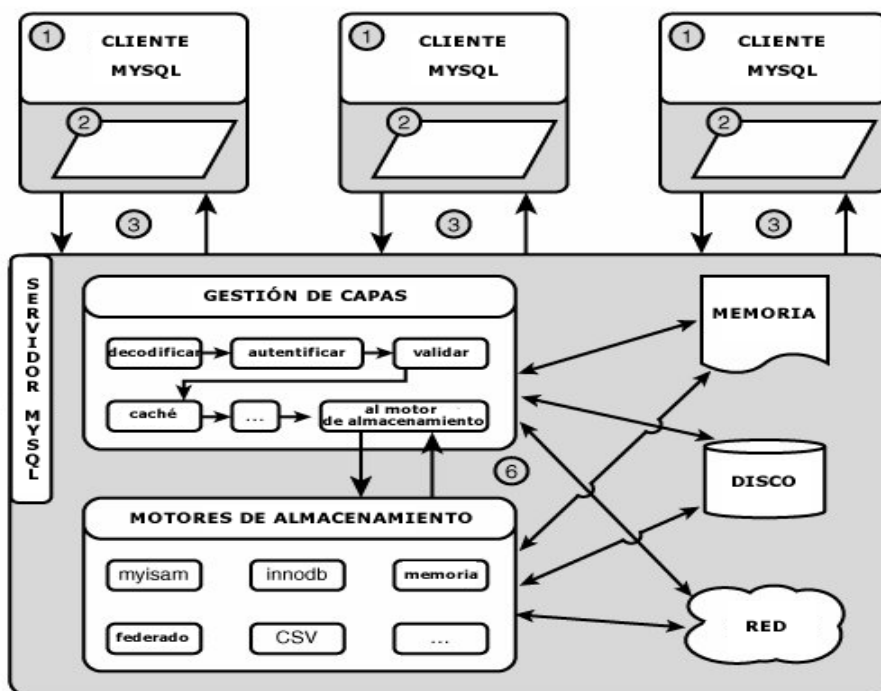 1 CLIENTE
MYSQL
2
3
1 CLIENTE
MYSQL
2
3
1 CLIENTE
MYSQL
2
3
SERVIDOR MYSQL
GESTIÓN DE CAPAS
decodificar autentificar validar
caché ... al motor
de almacenamiento
6
MOTORES DE ALMACENAMIENTO
myisam innodb memoria
federado CSV ...
MEMORIA
DISCO
RED